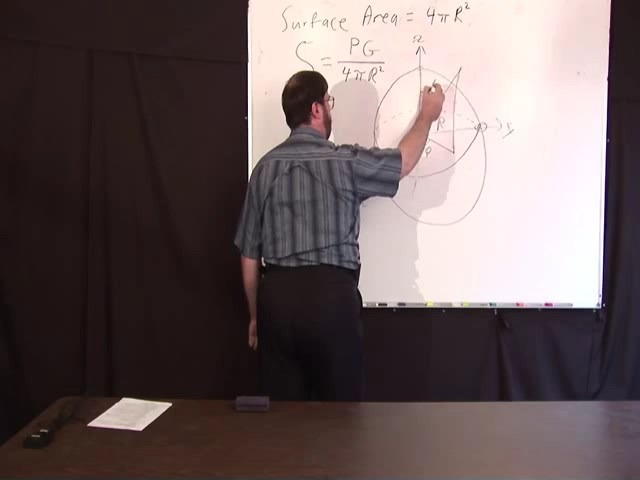 Surface Area = 4πR²
S = PG / 4πR²
R
y